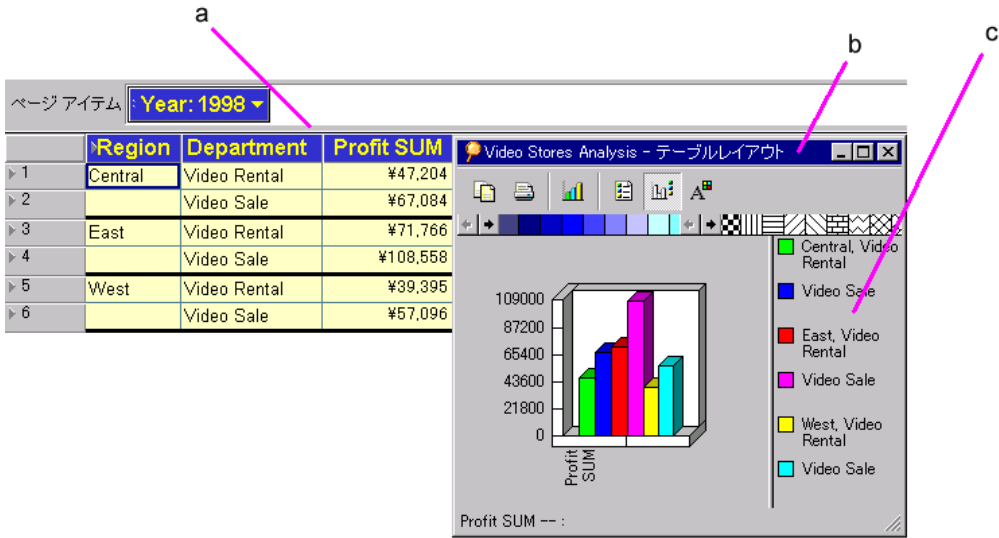 a
b
c
ページ アイテム Year: 1998
Region Department Profit SUM
1 Central Video Rental ¥47,204
2 Video Sale ¥67,084
3 East Video Rental ¥71,766
4 Video Sale ¥108,558
5 West Video Rental ¥39,395
6 Video Sale ¥57,096
Video Stores Analysis - テーブルレイアウト
109000
87200
65400
43600
21800
0
Profit
SUM
Central, Video
Rental
Video Sale
East, Video
Rental
Video Sale
West, Video
Rental
Video Sale
Profit SUM -- :